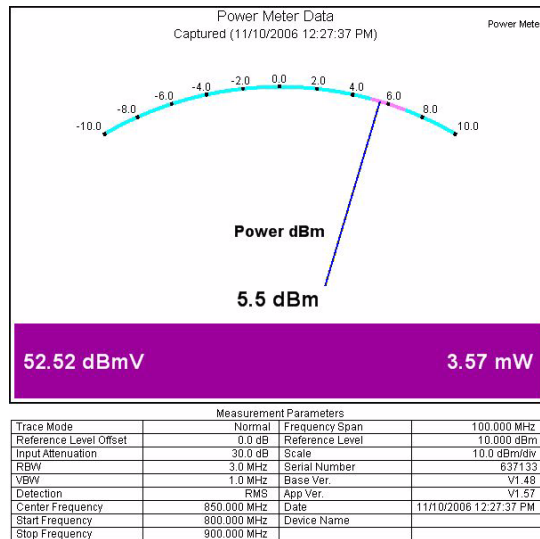 Power Meter Data
Captured (11/10/2006 12:27:37 PM)
Power Mete
-10.0 -8.0 -6.0 -4.0 -2.0 0.0 2.0 4.0 6.0 8.0 10.0
Power dBm
5.5 dBm
52.52 dBmV 3.57 mW
Measurement Parameters
Trace Mode Normal Frequency Span 100.000 MHz
Reference Level Offset 0.0 dB Reference Level 10.000 dBm
Input Attenuation 30.0 dB Scale 10.0 dBm/div
RBW 3.0 MHz Serial Number 637133
VBW 1.0 MHz Base Ver. V1.48
Detection RMS App Ver. V1.57
Center Frequency 850.000 MHz Date 11/10/2006 12:27:37 PM
Start Frequency 800.000 MHz Device Name
Stop Frequency 900.000 MHz